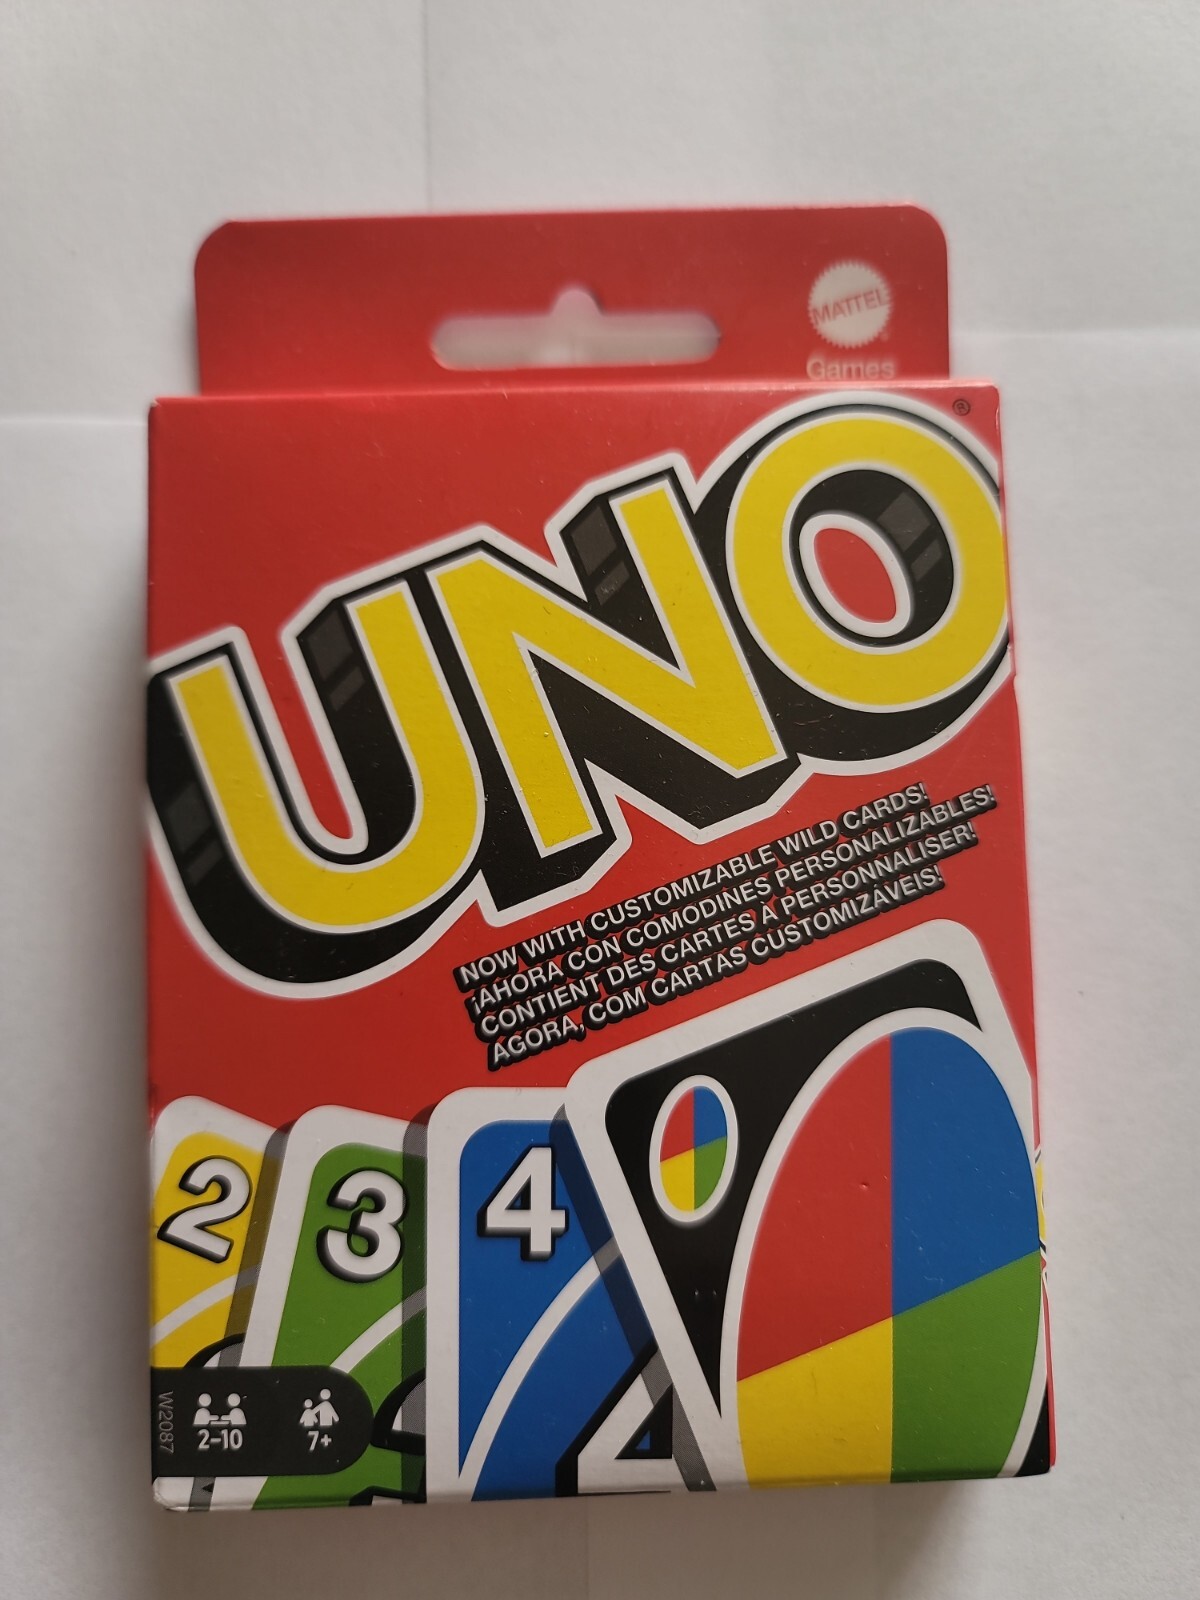 MATTEL
Games
UNO
®
NOW WITH CUSTOMIZABLE WILD CARDS!
¡AHORA CON COMODINES PERSONALIZABLES!
CONTIENT DES CARTES À PERSONNALISER!
AGORA, COM CARTAS CUSTOMIZÁVEIS!
2
3
4
4
W2087
2-10
7+